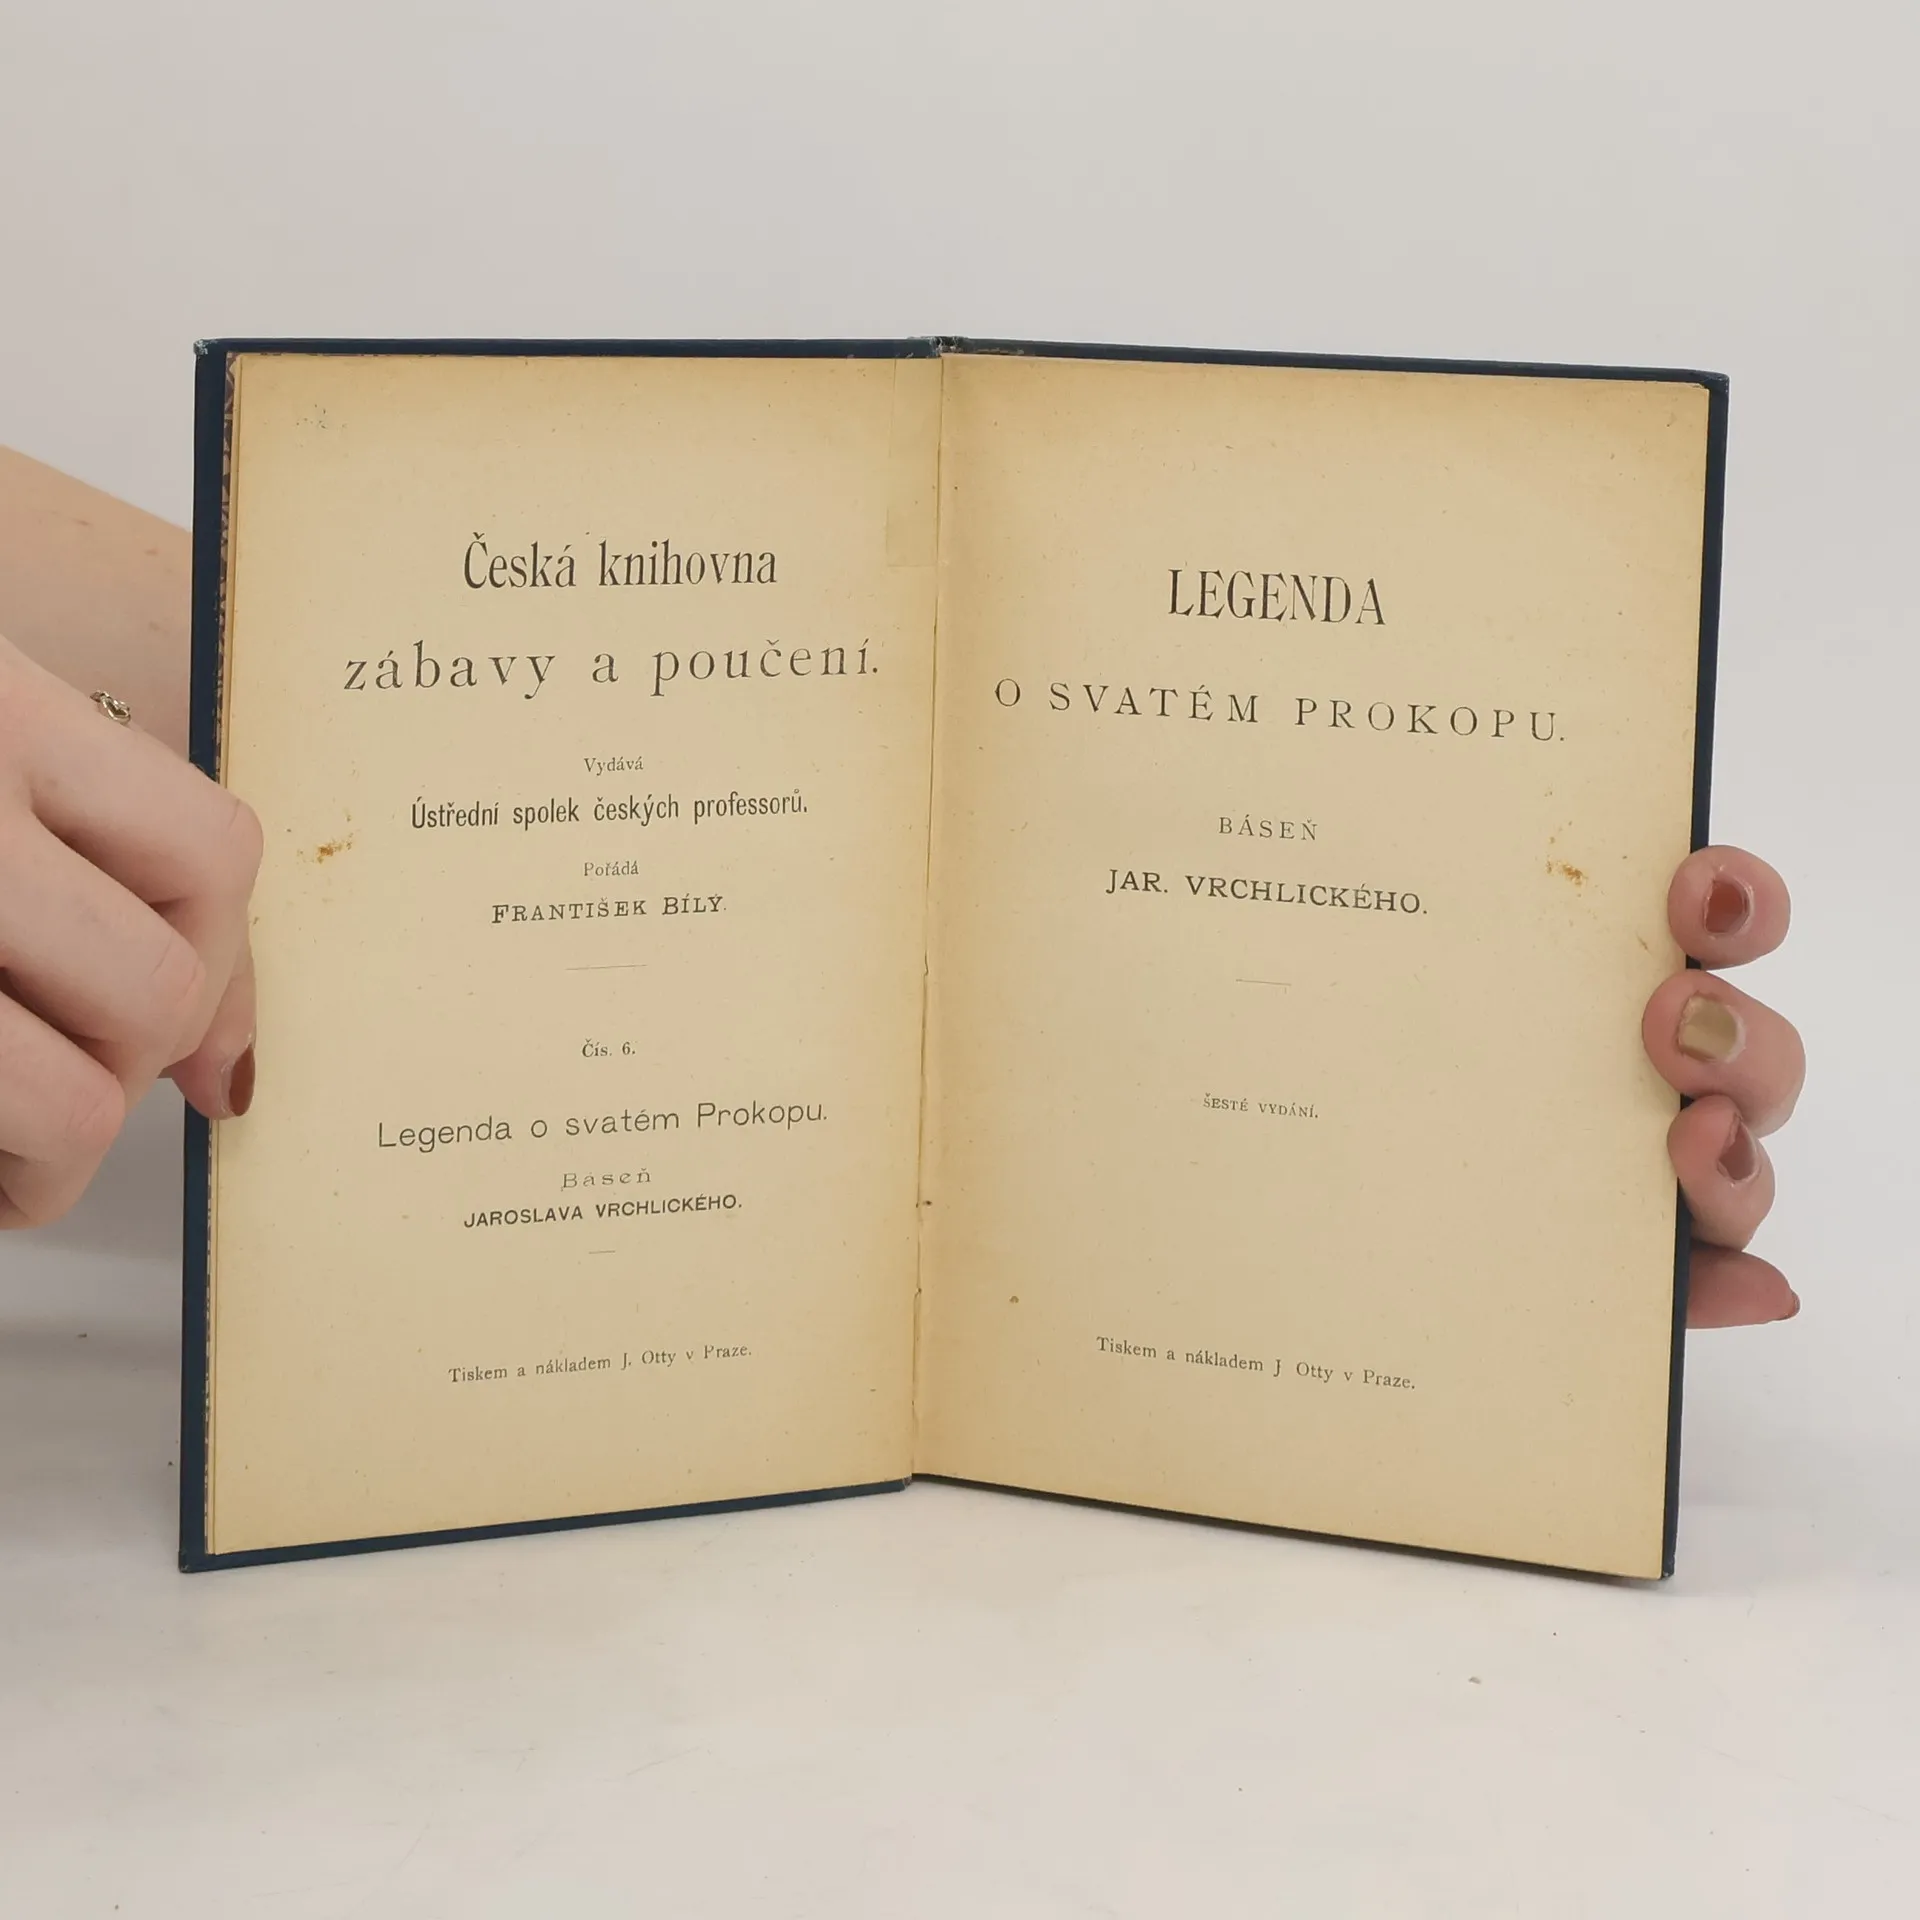 Česká knihovna
zábavy a poučení.
Vydává
Ústřední spolek českých professorů.
Pořádá
FRANTIŠEK BÍLÝ.
Čís. 6.
Legenda o svatém Prokopu.
Báseň
JAROSLAVA VRCHLICKÉHO.
Tiskem a nákladem J. Otty v Praze.
LEGENDA
O SVATÉM PROKOPU.
BÁSEŇ
JAR. VRCHLICKÉHO.
ŠESTÉ VYDÁNÍ.
Tiskem a nákladem J Otty v Praze.